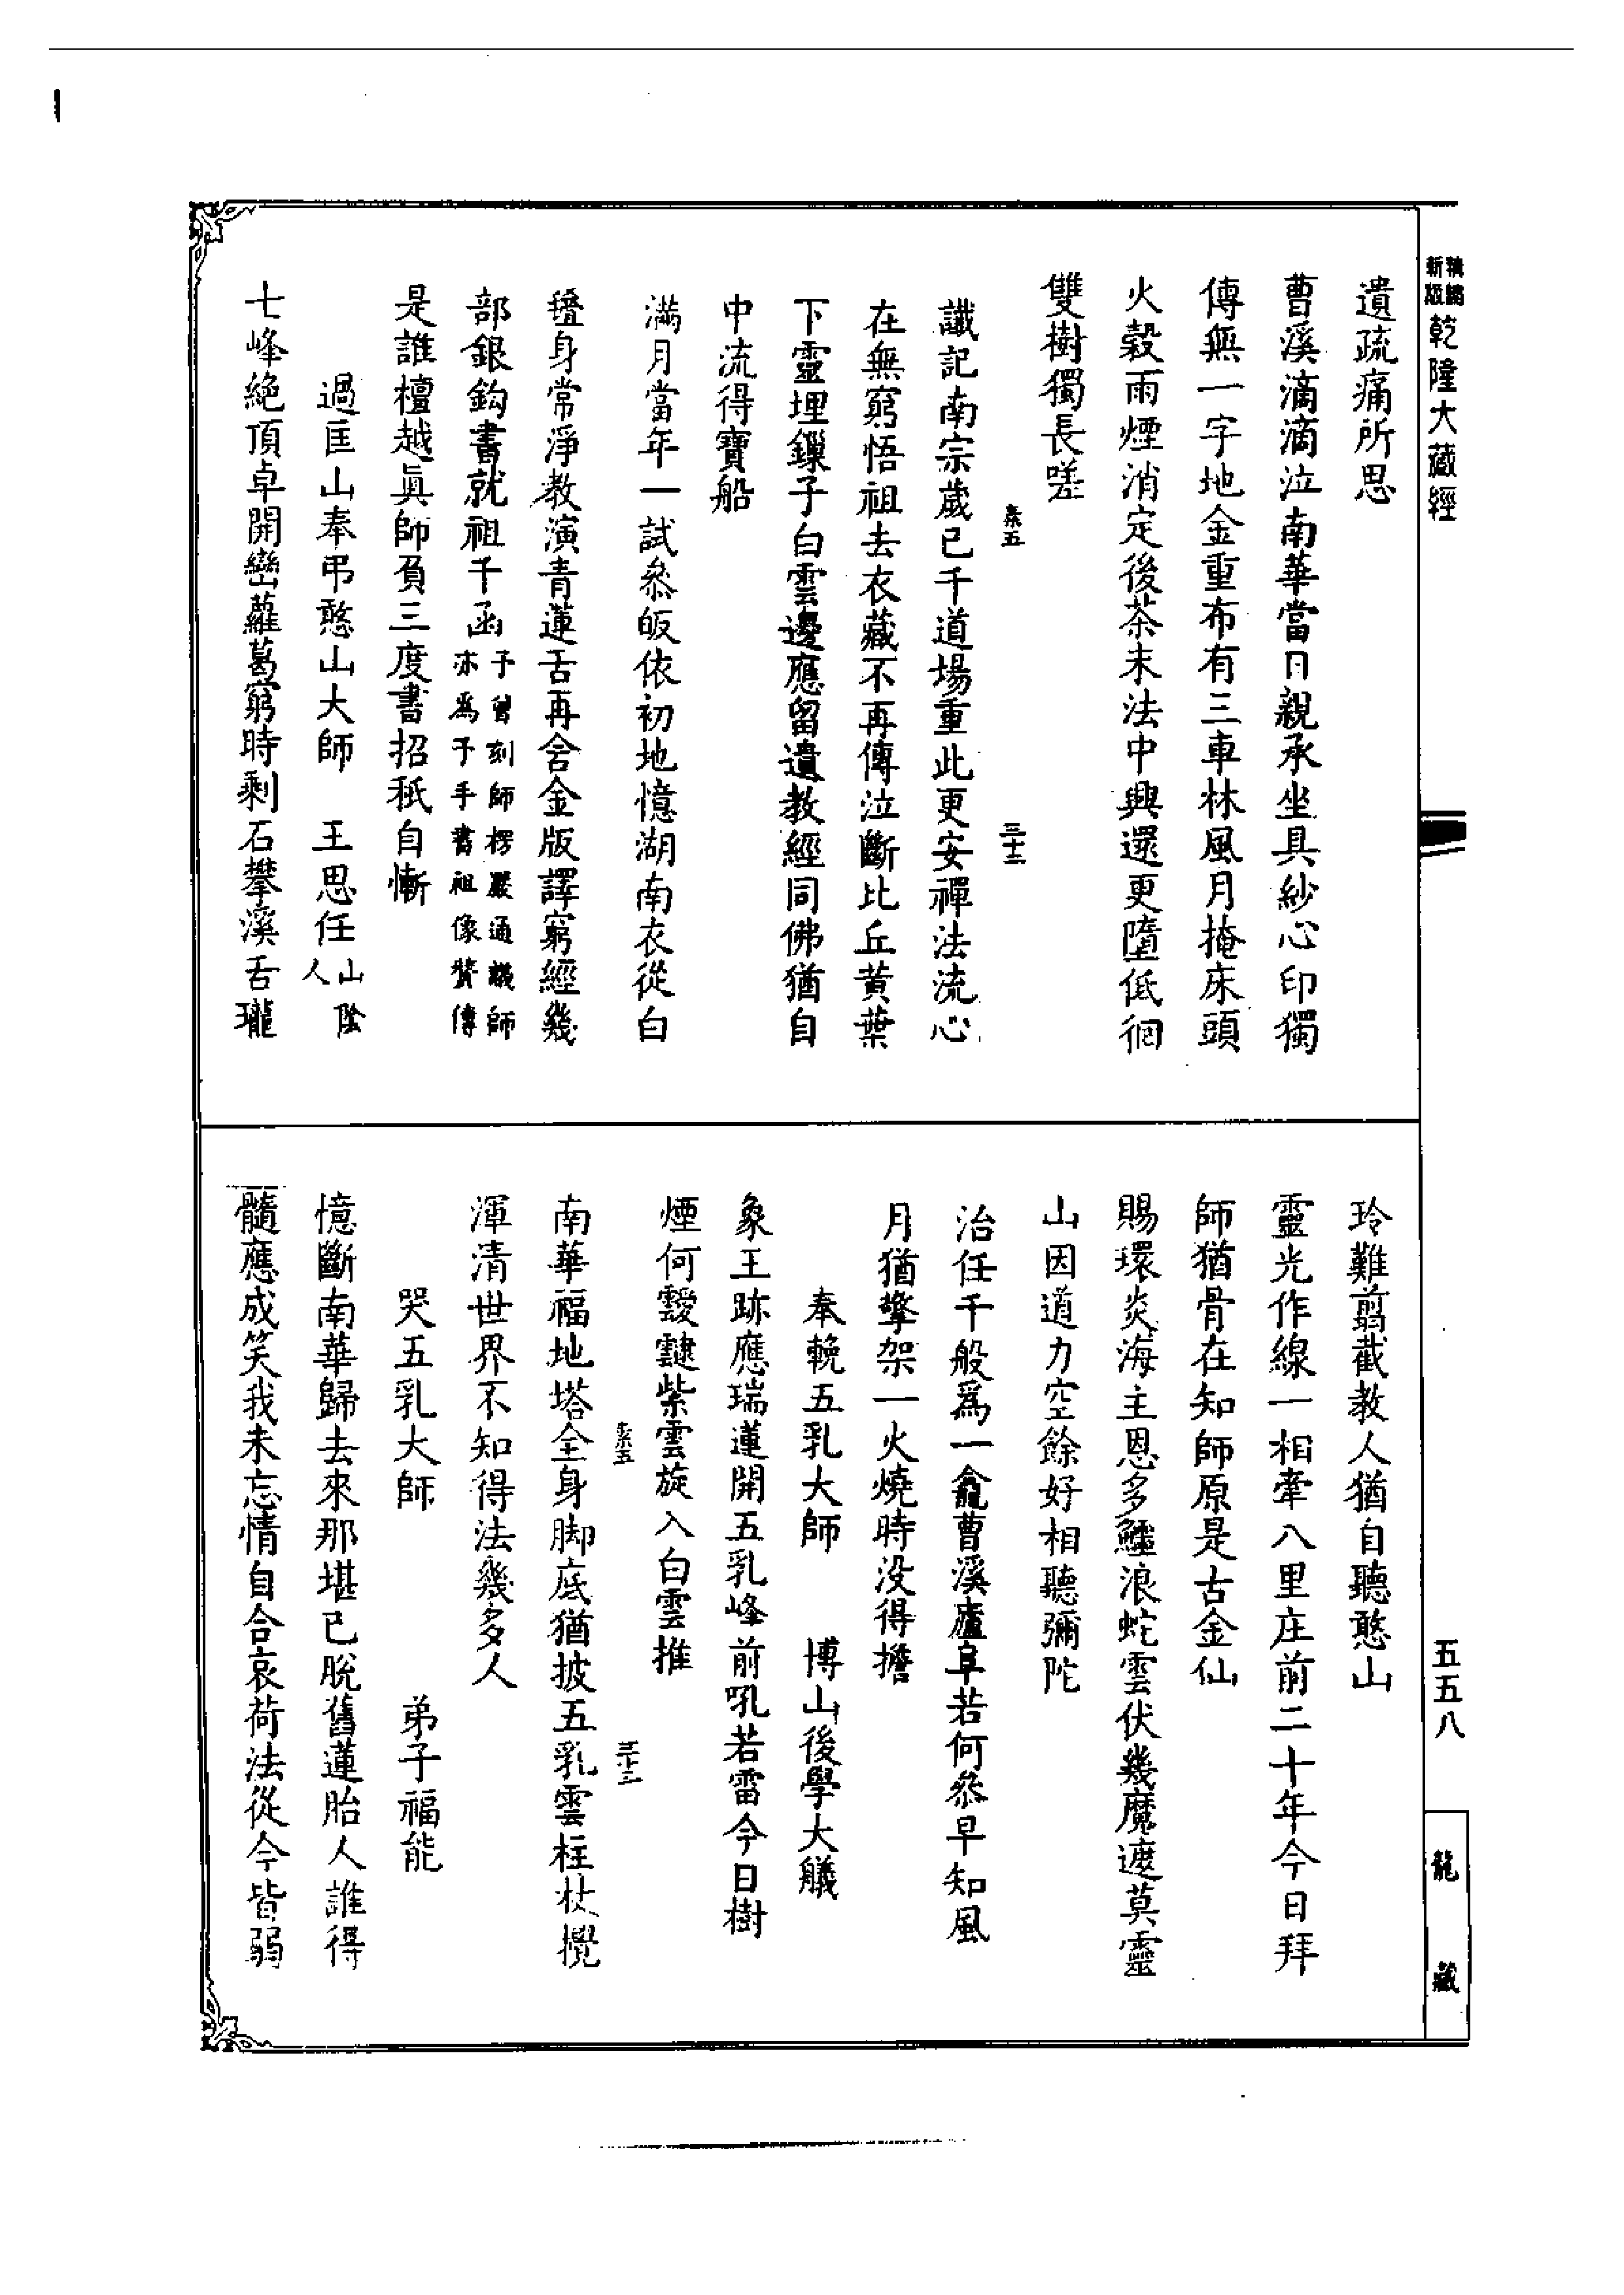 精鐫新版乾隆大藏經
遺疏痛所思
曹溪滴滴泣南華當日親承坐具紗心印獨
傳無一字地金重布有三車林風月掩床頭
火穀雨煙消定後茶末法中興還更墮低徊
雙樹獨長嗟
讖記南宗歲已千道場重此更安禪法流心
在無窮悟祖去衣藏不再傳泣斷比丘黃葉
下靈埋鏁子白雲邊應留遺教經同佛猶自
中流得寶船
滿月當年一試叅皈依初地憶湖南衣從白
㲲身常淨教演青蓮舌再含金版譯窮經幾
部銀鈎書就祖千函予曾刻師楞嚴通議師亦為予手書祖像贊傳
是誰檀越眞師負三度書招秖自慚
過匡山奉弔憨山大師　王思任山陰人
七峰絶頂卓開巒蘿葛窮時剩石攀溪舌瓏
玲難翦截教人猶自聽憨山
靈光作線一相牽八里庄前二十年今日拜
師猶骨在知師原是古金仙
賜環炎海主恩多鱷浪蛇雲伏幾魔遮莫靈
山因道力空餘好相聽彌陀
治任千般爲一龕曹溪廬阜若何叅早知風
月猶擎架一火燒時没得擔
奉輓五乳大師　博山後學大艤
象王跡應瑞蓮開五乳峰前吼若雷今日樹
煙何靉靆紫雲旋入白雲推
南華福地塔全身脚底猶披五乳雲柱杖攪
渾清世界不知得法幾多人
哭五乳大師　弟子福能
憶斷南華歸去來那堪已脫舊蓮胎人誰得
髓應成笑我未忘情自合哀荷法從今皆弱
五五八
龍藏